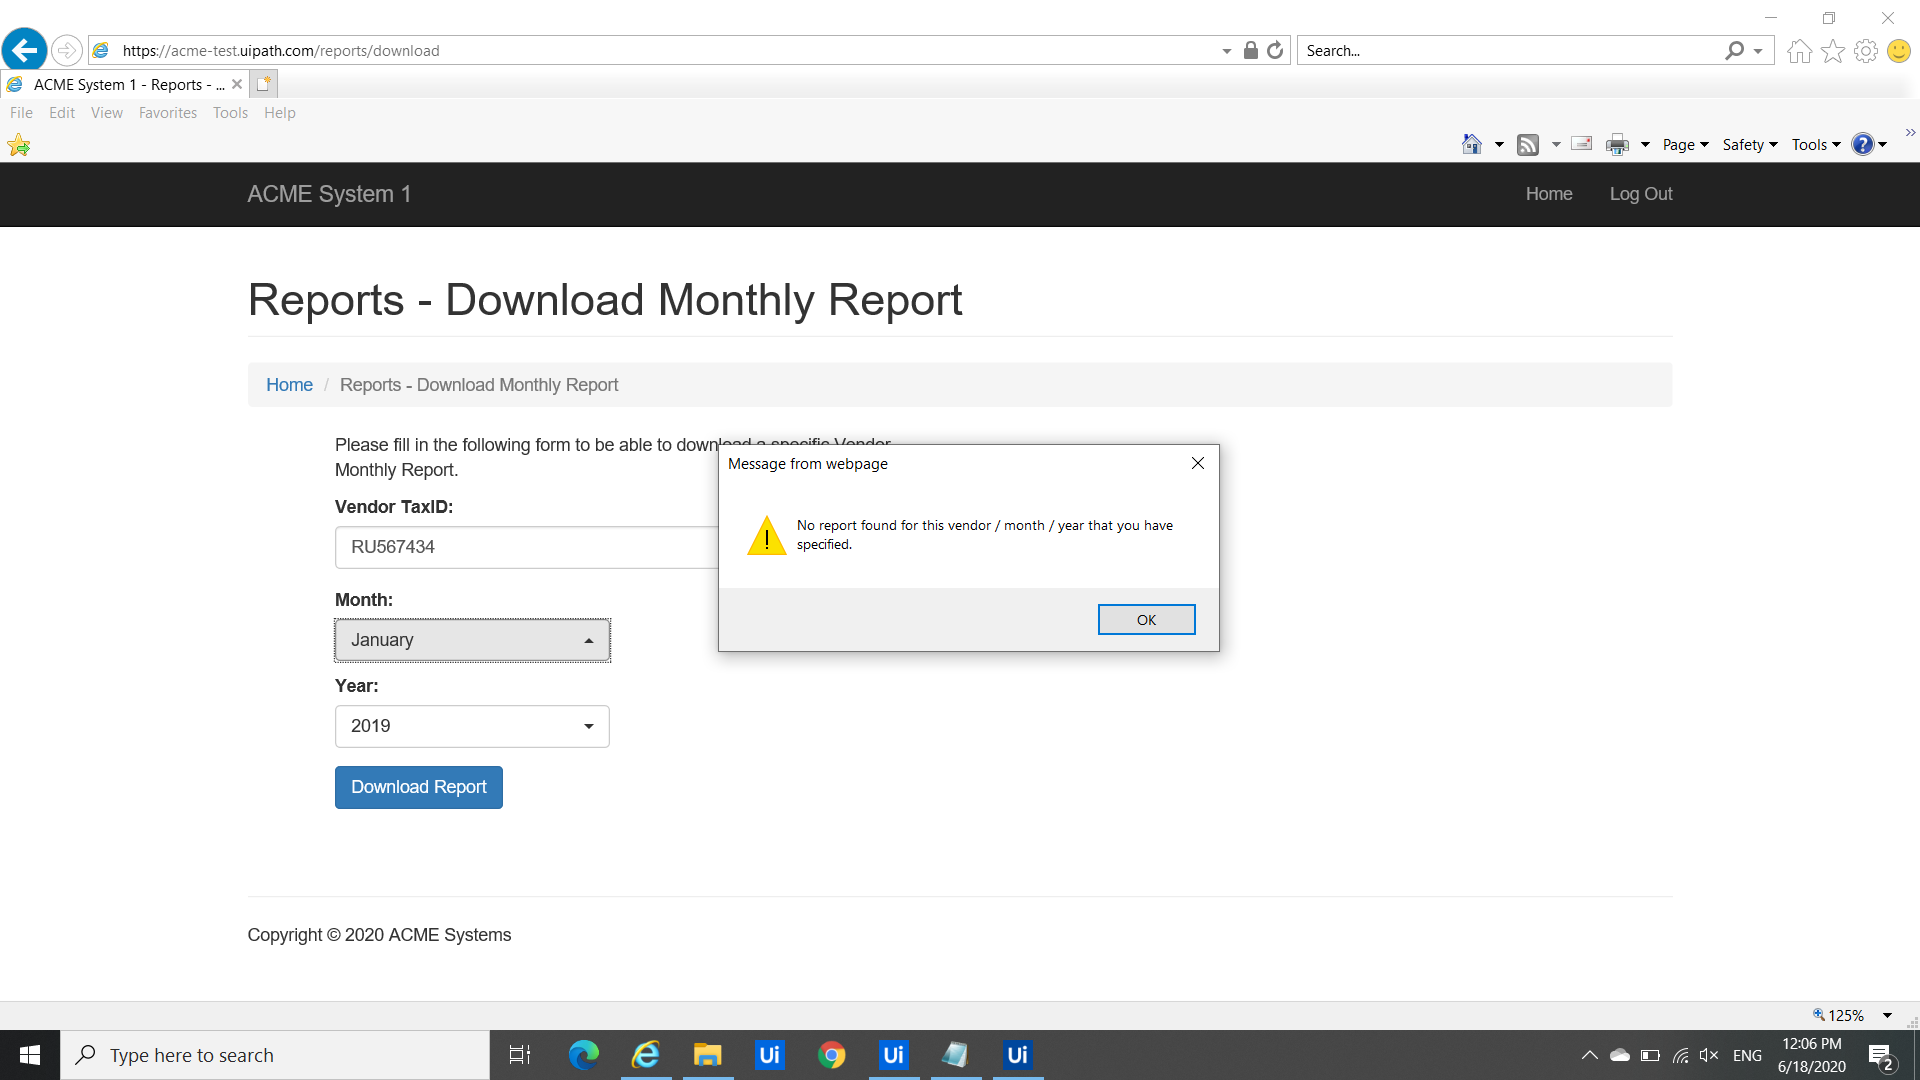 https://acme-test.uipath.com/reports/download
Search...
ACME System 1 - Reports - ...
File Edit View Favorites Tools Help
Page Safety Tools
ACME System 1
Home Log Out
Reports - Download Monthly Report
Home / Reports - Download Monthly Report
Please fill in the following form to be able to download a specific Vendor
Monthly Report.
Message from webpage
No report found for this vendor / month / year that you have
specified.
OK
Vendor TaxID:
RU567434
Month:
January
Year:
2019
Download Report
Copyright © 2020 ACME Systems
125%
Type here to search
Ui
Ui
Ui
ENG
12:06 PM
6/18/2020
2